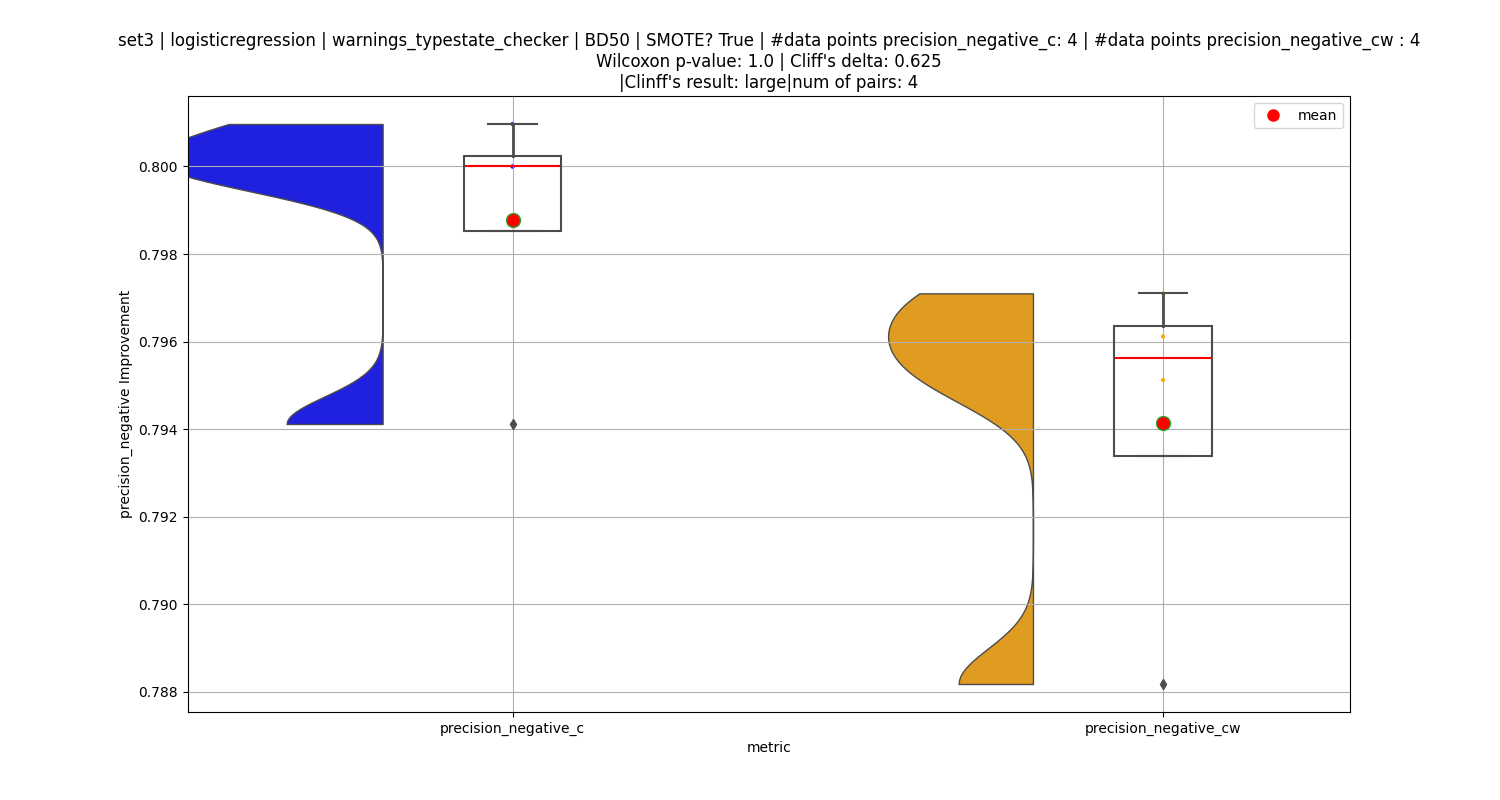 set3 | logisticregression | warnings_typestate_checker | BD50 | SMOTE? True | #data points precision_negative_c: 4 | #data points precision_negative_cw : 4
Wilcoxon p-value: 1.0 | Cliff's delta: 0.625
|Clinff's result: large|num of pairs: 4
mean
0.800
0.798
0.796
0.794
0.792
0.790
0.788
precision_negative Improvement
precision_negative_c
precision_negative_cw
metric